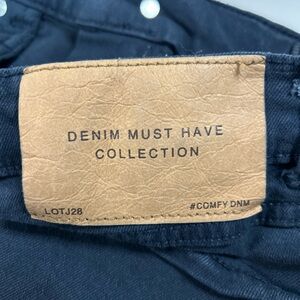 DENIM MUST HAVE
COLLECTION
LOTJ28
#COMFY DNM